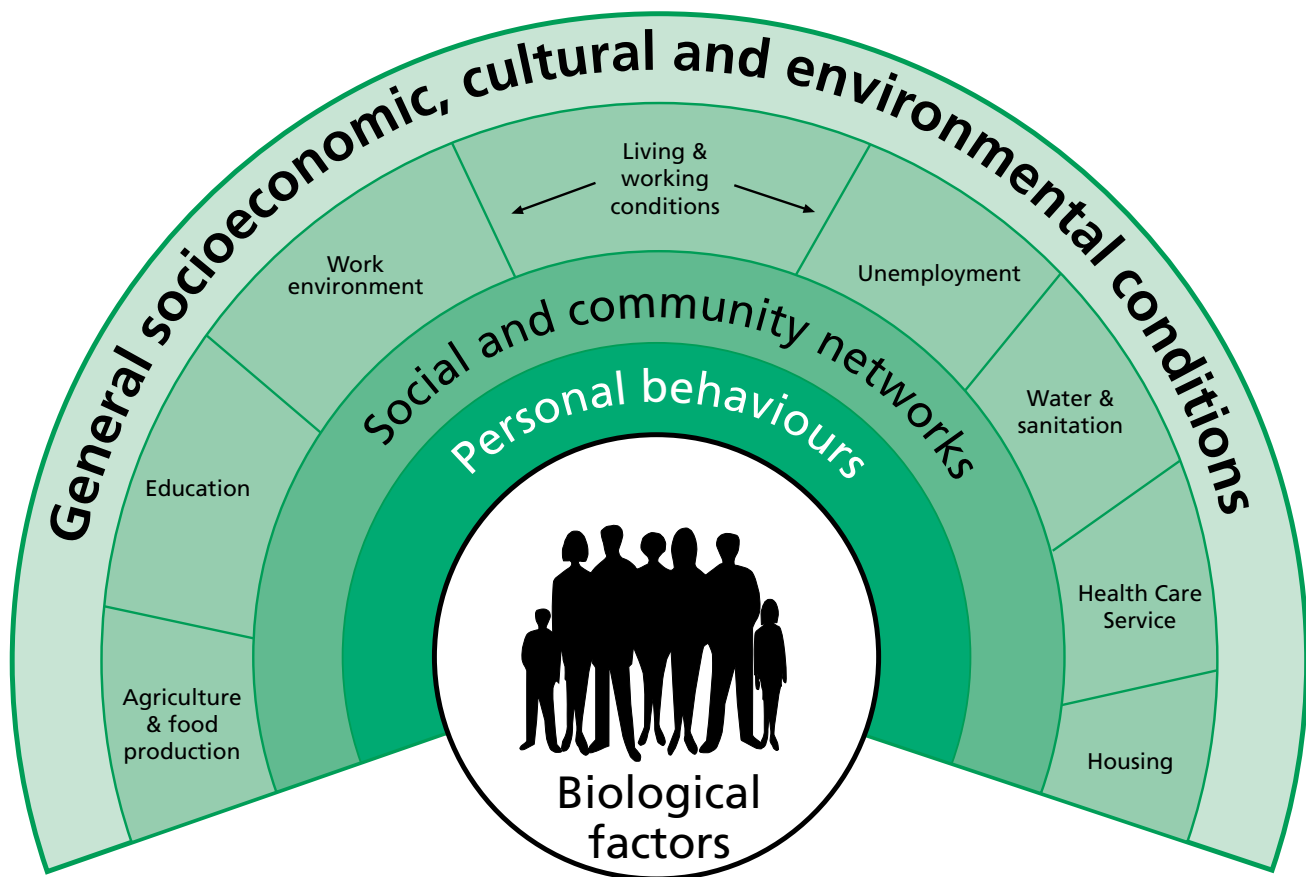 General socioeconomic, cultural and environmental conditions
Living &
working
conditions
Work
environment
Unemployment
Social and community networks
Personal behaviours
Water &
sanitation
Education
Health Care
Service
Agriculture
& food
production
Housing
Biological
factors